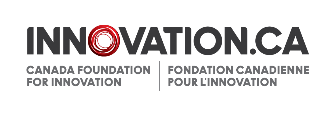 INNOVATION.CA
CANADA FOUNDATION
FOR INNOVATION
FONDATION CANADIENNE
POUR L'INNOVATION